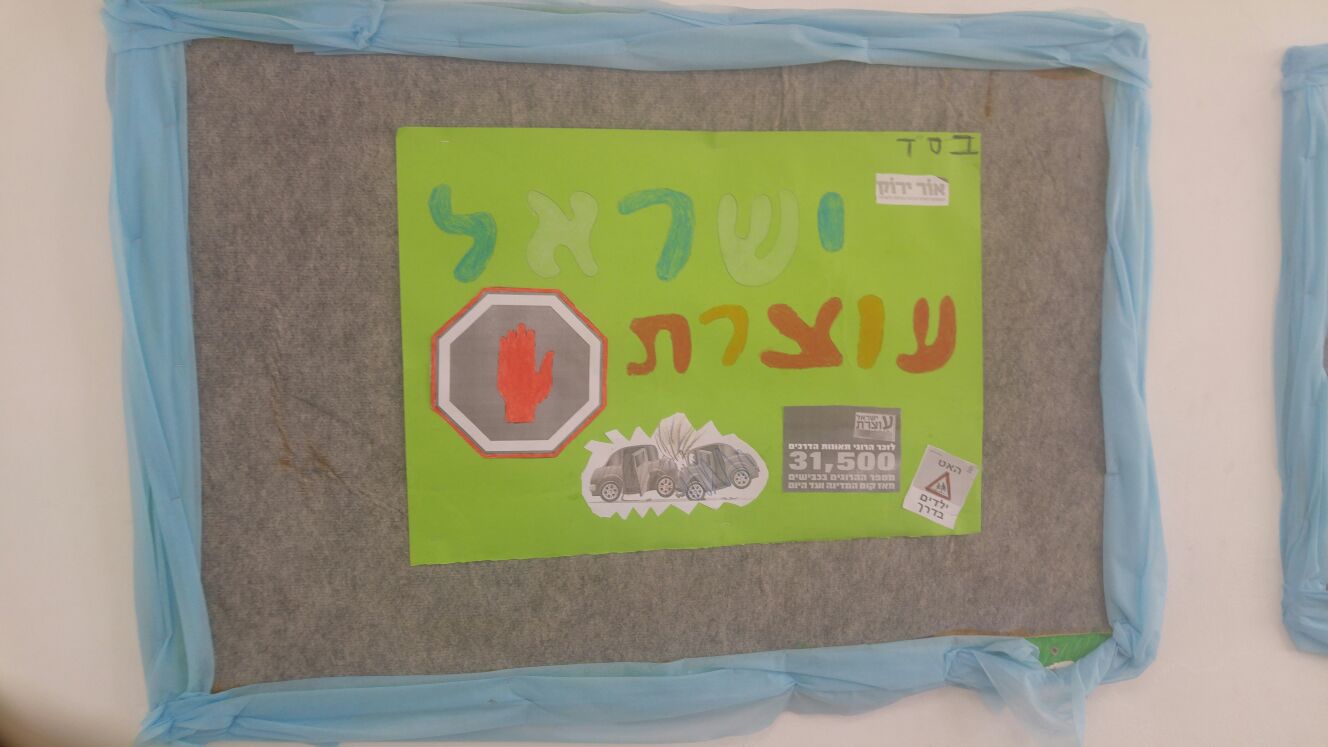 בסד
אור ירוק
ישראל
עוצרת
ישראל
עוצרת
לזכר הרוגי תאונות הדרכים
31,500
מספר ההרוגים בכבישים
מאז קום המדינה ועד היום
האט
ילדים
בדרך